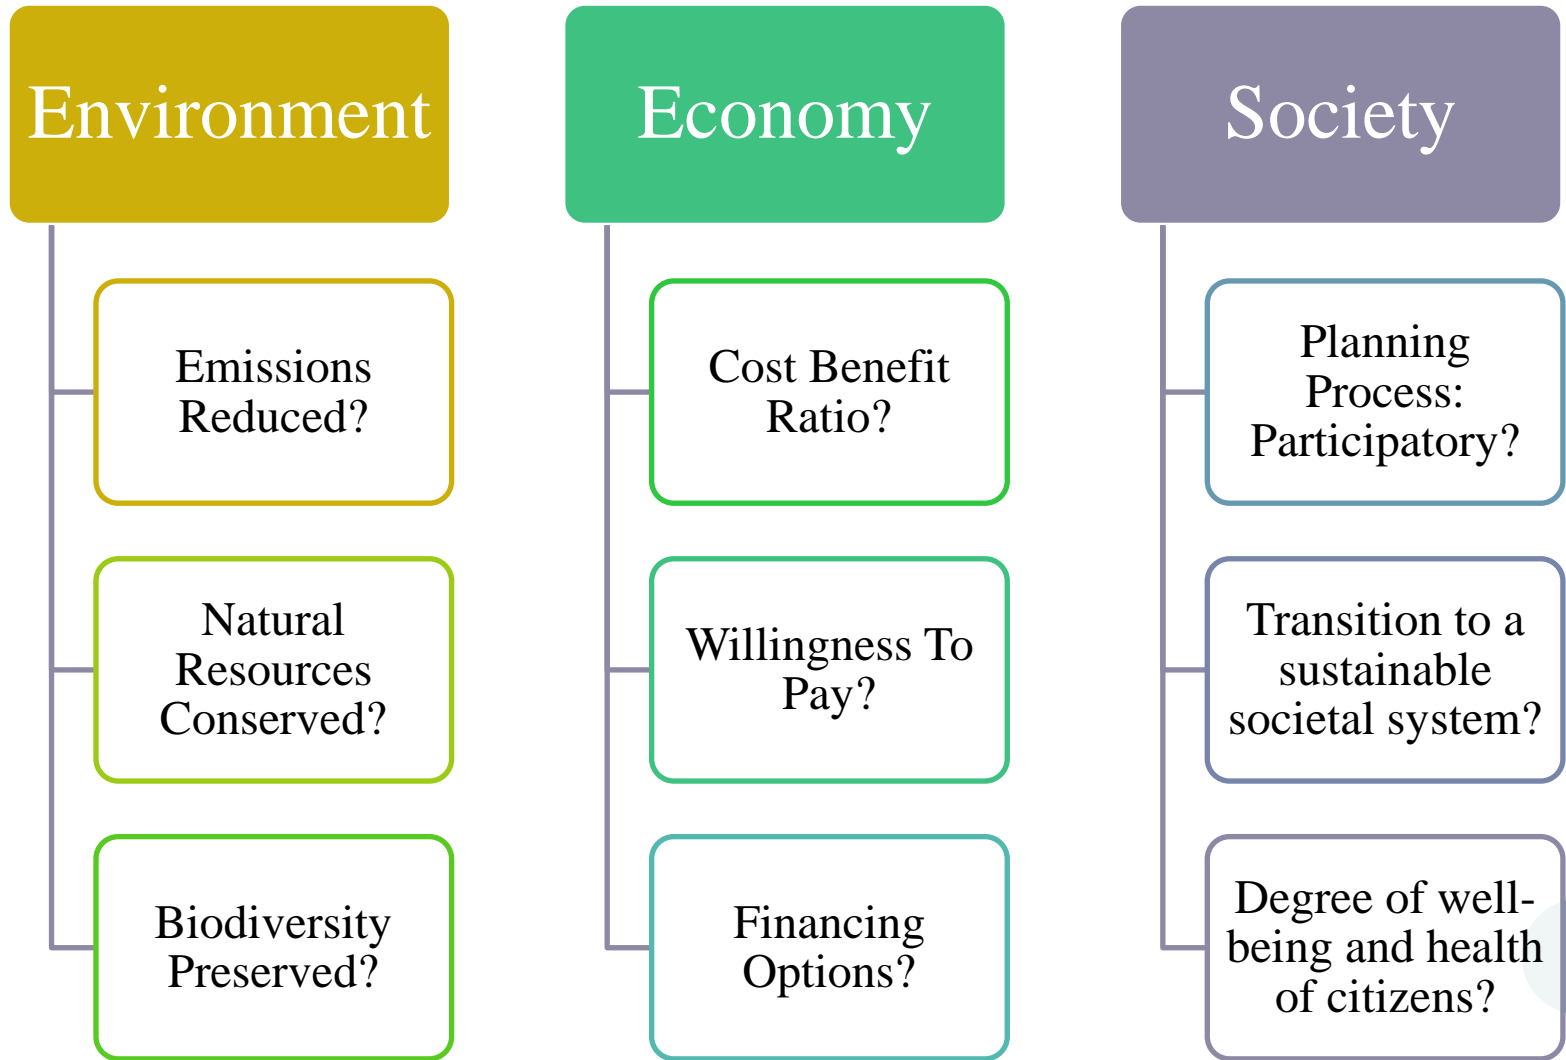 Environment
Emissions
Reduced?
Natural
Resources
Conserved?
Biodiversity
Preserved?
Economy
Cost Benefit
Ratio?
Willingness To
Pay?
Financing
Options?
Society
Planning
Process:
Participatory?
Transition to a
sustainable
societal system?
Degree of well-
being and health
of citizens?